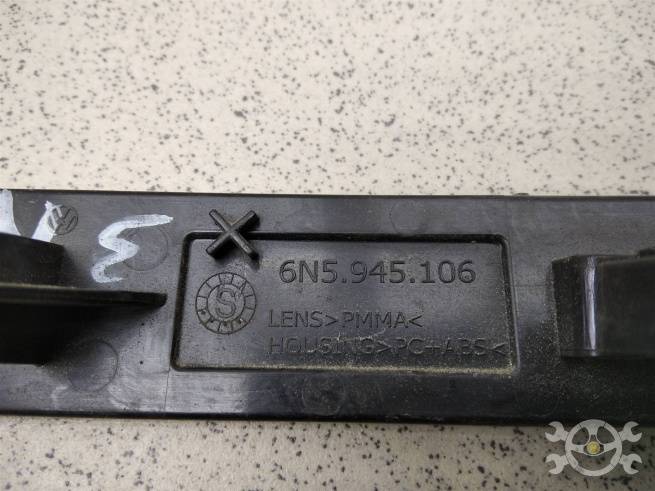 6N5.945.106
S
LENS>PMMA<
HOUSING>PC+ABS<